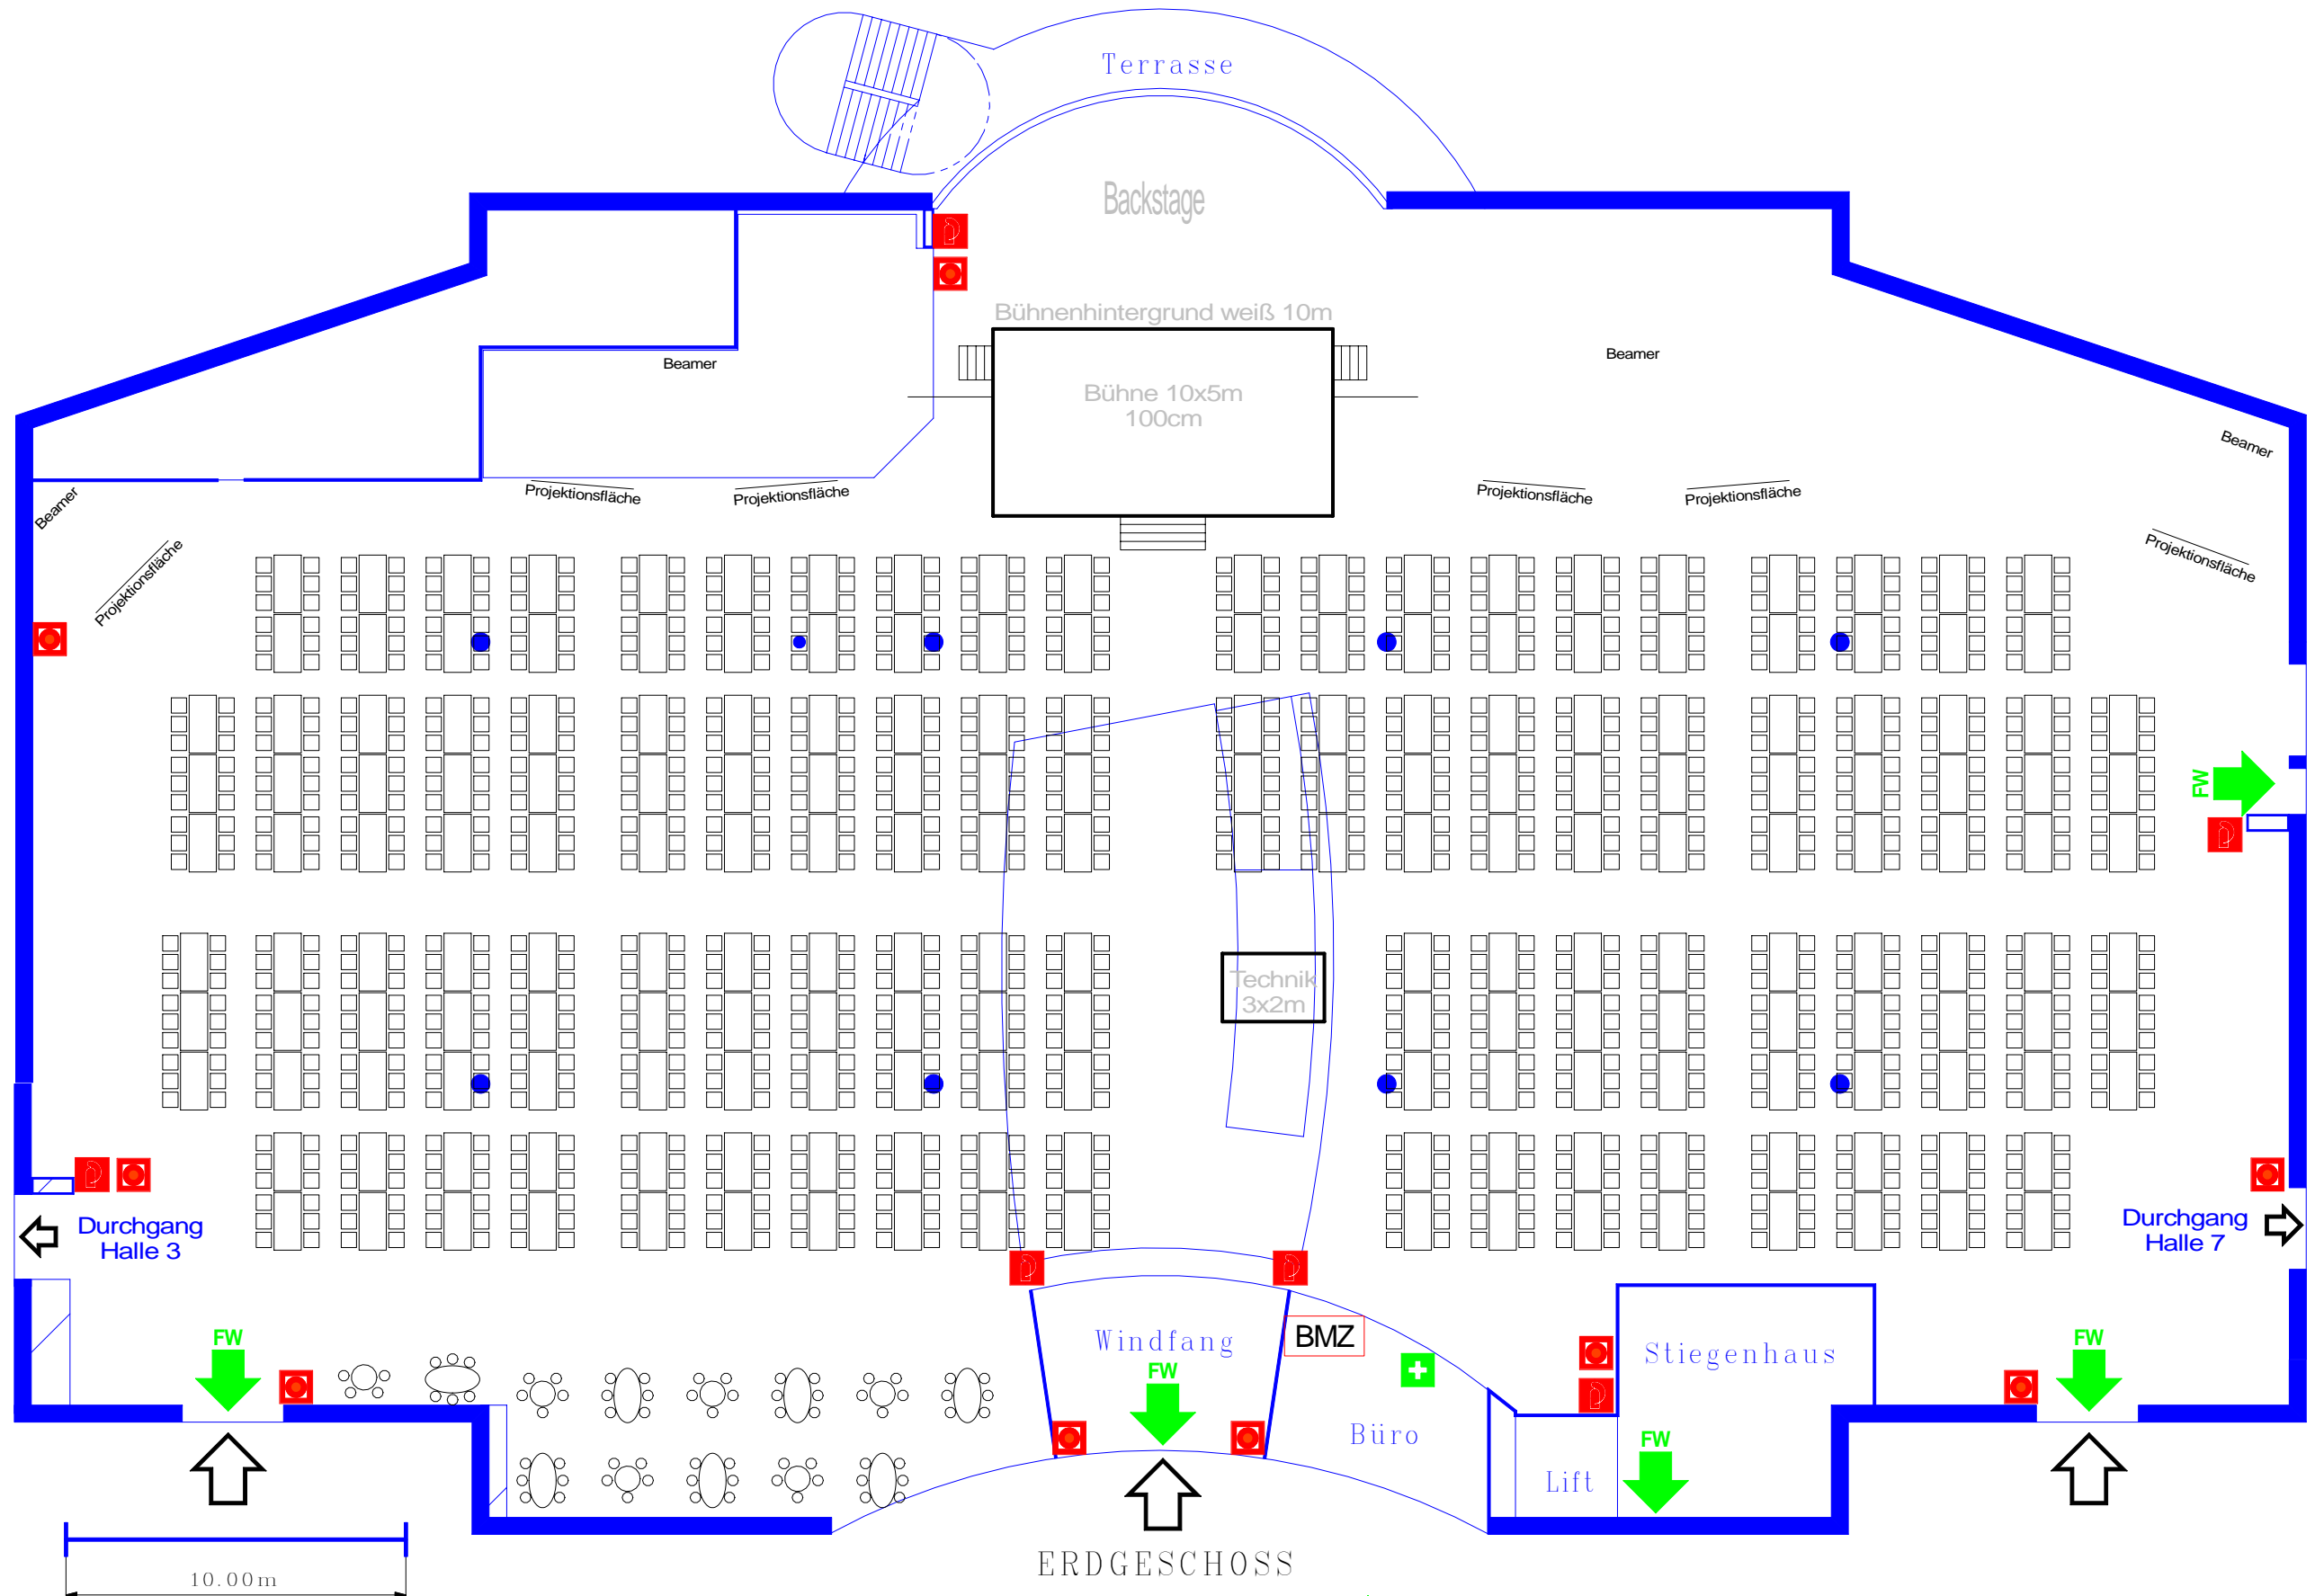 Terrasse
Backstage
Bühnenhintergrund weiß 10m
Beamer
Beamer
Bühne 10x5m
100cm
Beamer
Beamer
Projektionsfläche
Projektionsfläche
Projektionsfläche
Projektionsfläche
Projektionsfläche
Projektionsfläche
FW
Technik
3x2m
Durchgang
Halle 3
Durchgang
Halle 7
FW
Windfang
FW
BMZ
Stiegenhaus
FW
Büro
FW
Lift
ERDGESCHOSS
10.00m